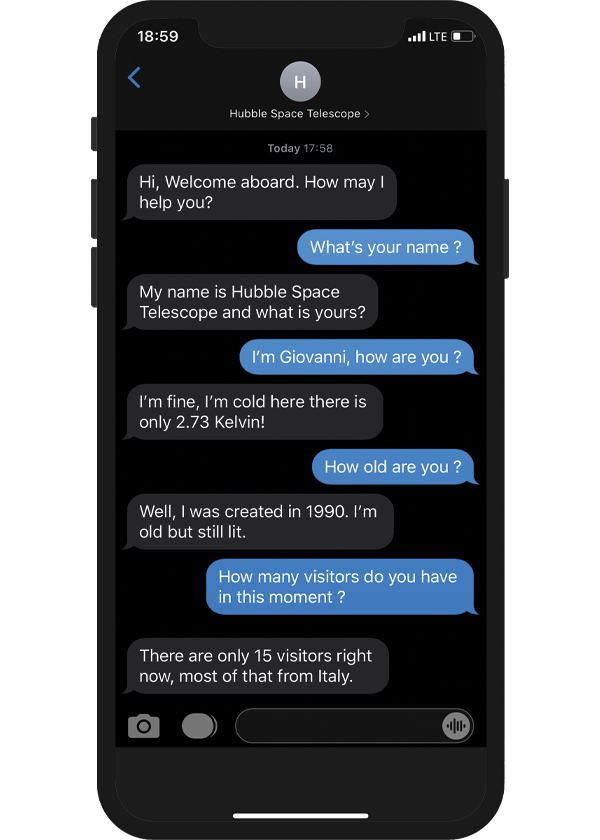 18:59
LTE
H
Hubble Space Telescope
Today 17:58
Hi, Welcome aboard. How may I
help you?
What's your name ?
My name is Hubble Space
Telescope and what is yours?
I'm Giovanni, how are you ?
I'm fine, I'm cold here there is
only 2.73 Kelvin!
How old are you ?
Well, I was created in 1990. I'm
old but still lit.
How many visitors do you have
in this moment ?
There are only 15 visitors right
now, most of that from Italy.